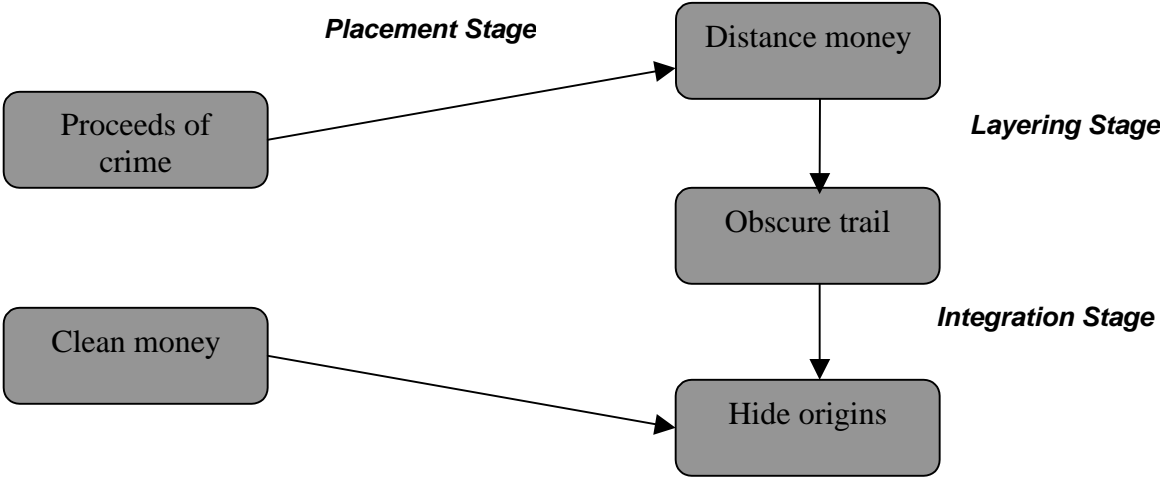 Placement Stage
Distance money
Proceeds of
crime
Layering Stage
Obscure trail
Integration Stage
Clean money
Hide origins